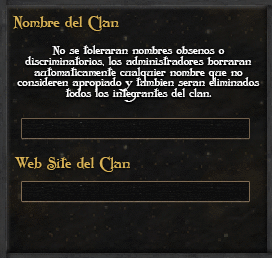 Nombre del Clan
No se toleraran nombres obsenos o
discriminatorios, los administradores borraran
automaticamente cualquier nombre que no
consideren apropiado y tambien seran eliminados
todos los integrantes del clan.
Web Site del Clan